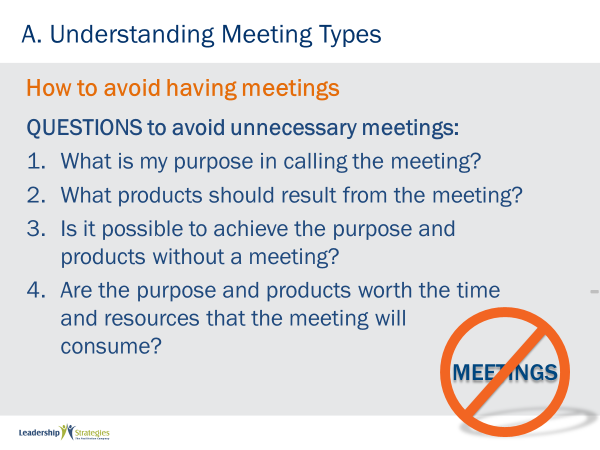 A. Understanding Meeting Types
How to avoid having meetings
QUESTIONS to avoid unnecessary meetings:
1. What is my purpose in calling the meeting?
2. What products should result from the meeting?
3. Is it possible to achieve the purpose and
products without a meeting?
4. Are the purpose and products worth the time
and resources that the meeting will
consume?
MEETINGS
Leadership Strategies
The Facilitation Company